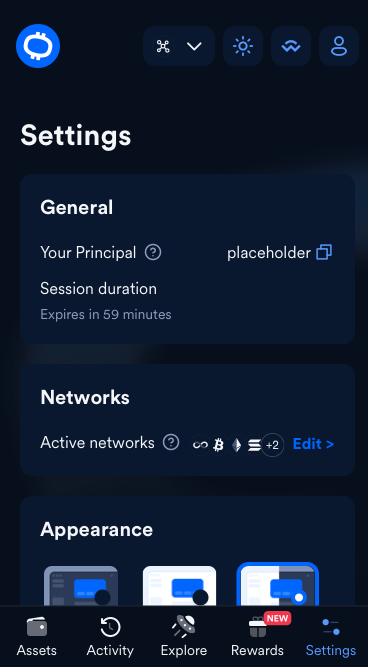 Settings
General
Your Principal placeholder
Session duration
Expires in 59 minutes
Networks
Active networks +2 Edit >
Appearance
NEW
Assets Activity Explore Rewards Settings